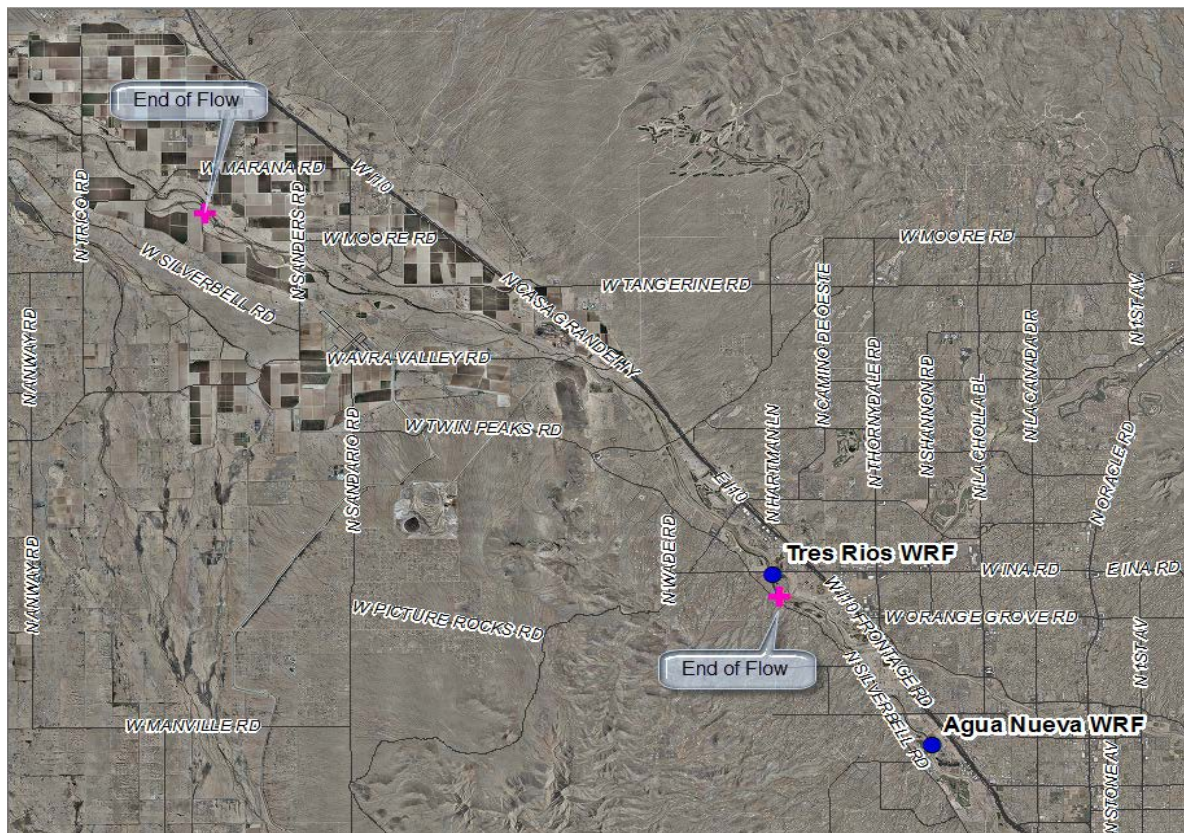 End of Flow
W MARANA RD
W I10
N TRICO RD
N SANDERS RD
W MOORE RD
W MOORE RD
W SILVERBELL RD
N CASA GRANDE HY
W TANGERINE RD
N CAMINO DE OESTE
N 1ST AV
N ANWAY RD
W AVRA VALLEY RD
N THORNYDALE RD
N SHANNON RD
N LA CHOLLA BL
N LA CANADA DR
W TWIN PEAKS RD
N SANDARIO RD
N HARTMAN LN
N ORACLE RD
E I10
N ANWAY RD
N WADE RD
Tres Rios WRF
W INA RD
E INA RD
W PICTURE ROCKS RD
W I10 FRONTAGE RD
W ORANGE GROVE RD
N 1ST AV
End of Flow
N SILVERBELL RD
W MANVILLE RD
Agua Nueva WRF
N STONE AV